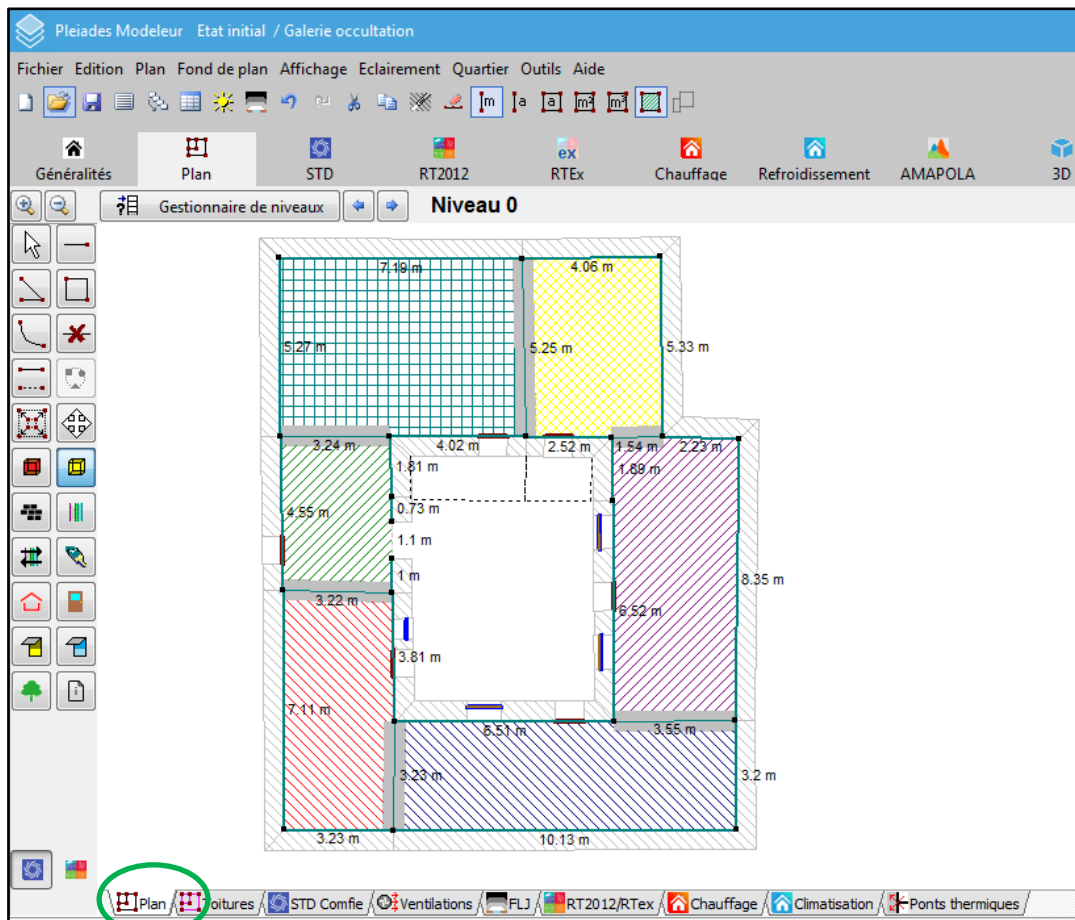 Pleiades Modeleur Etat initial / Galerie occultation
Fichier Edition Plan Fond de plan Affichage Eclairement Quartier Outils Aide
m a a m² m³
ex
Généralités Plan STD RT2012 RTEx Chauffage Refroidissement AMAPOLA 3D
? Gestionnaire de niveaux Niveau 0
7.19 m 4.06 m
5.27 m 5.25 m 5.33 m
3.24 m 4.02 m 2.52 m 1.54 m 2.23 m
1.81 m 1.89 m
4.55 m 0.73 m
1.1 m
1 m 8.35 m
3.22 m 6.52 m
3.81 m
7.11 m
6.51 m 3.55 m
3.23 m 3.2 m
3.23 m 10.13 m
Plan Toitures STD Comfie Ventilations FLJ RT2012/RTex Chauffage Climatisation Ponts thermiques